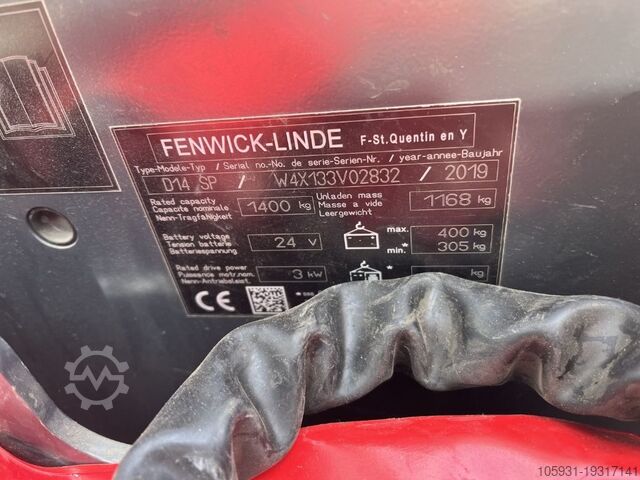 FENWICK-LINDE F-St.Quentin en Y
Type-Modele-Typ / Serial no.-No. de serie-Serien-Nr. / year-annee-Baujahr
D14 SP / W4X133V02832 / 2019
Rated capacity
Capacite nominale
Nenn-Tragfähigkeit
1400 kg
Unladen mass
Masse a vide
Leergewicht
1168 kg
Battery voltage
Tension batterie
Batteriespannung
24 V
max. 400 kg
* min. 305 kg
Rated drive power
Puissance motr.nom.
Nenn-Antriebsleist.
3 kW
* kg
CE
105931-19317141